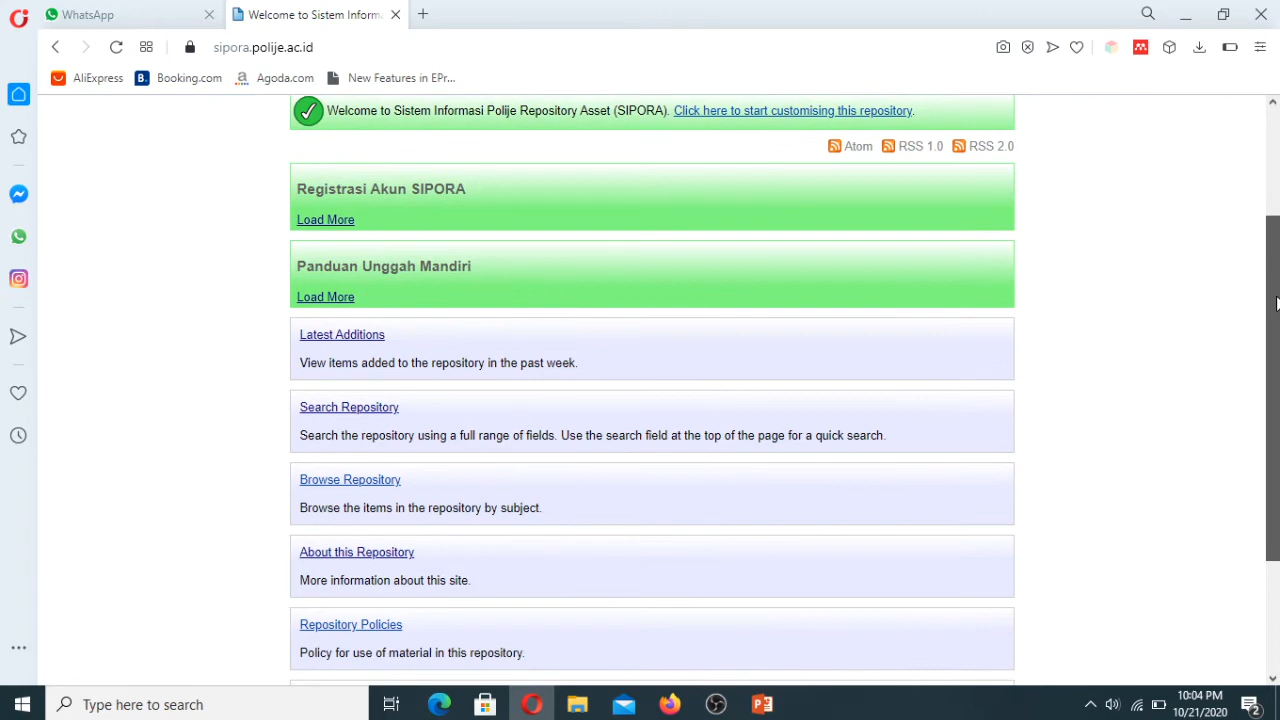 WhatsApp
Welcome to Sistem Inform
sipora.polije.ac.id
AliExpress
B. Booking.com
a Agoda.com
New Features in EPr...
Welcome to Sistem Informasi Polije Repository Asset (SIPORA). Click here to start customising this repository.
Atom RSS 1.0 RSS 2.0
Registrasi Akun SIPORA
Load More
Panduan Unggah Mandiri
Load More
Latest Additions
View items added to the repository in the past week.
Search Repository
Search the repository using a full range of fields. Use the search field at the top of the page for a quick search.
Browse Repository
Browse the items in the repository by subject.
About this Repository
More information about this site.
Repository Policies
Policy for use of material in this repository.
Type here to search
10:04 PM
10/21/2020
2